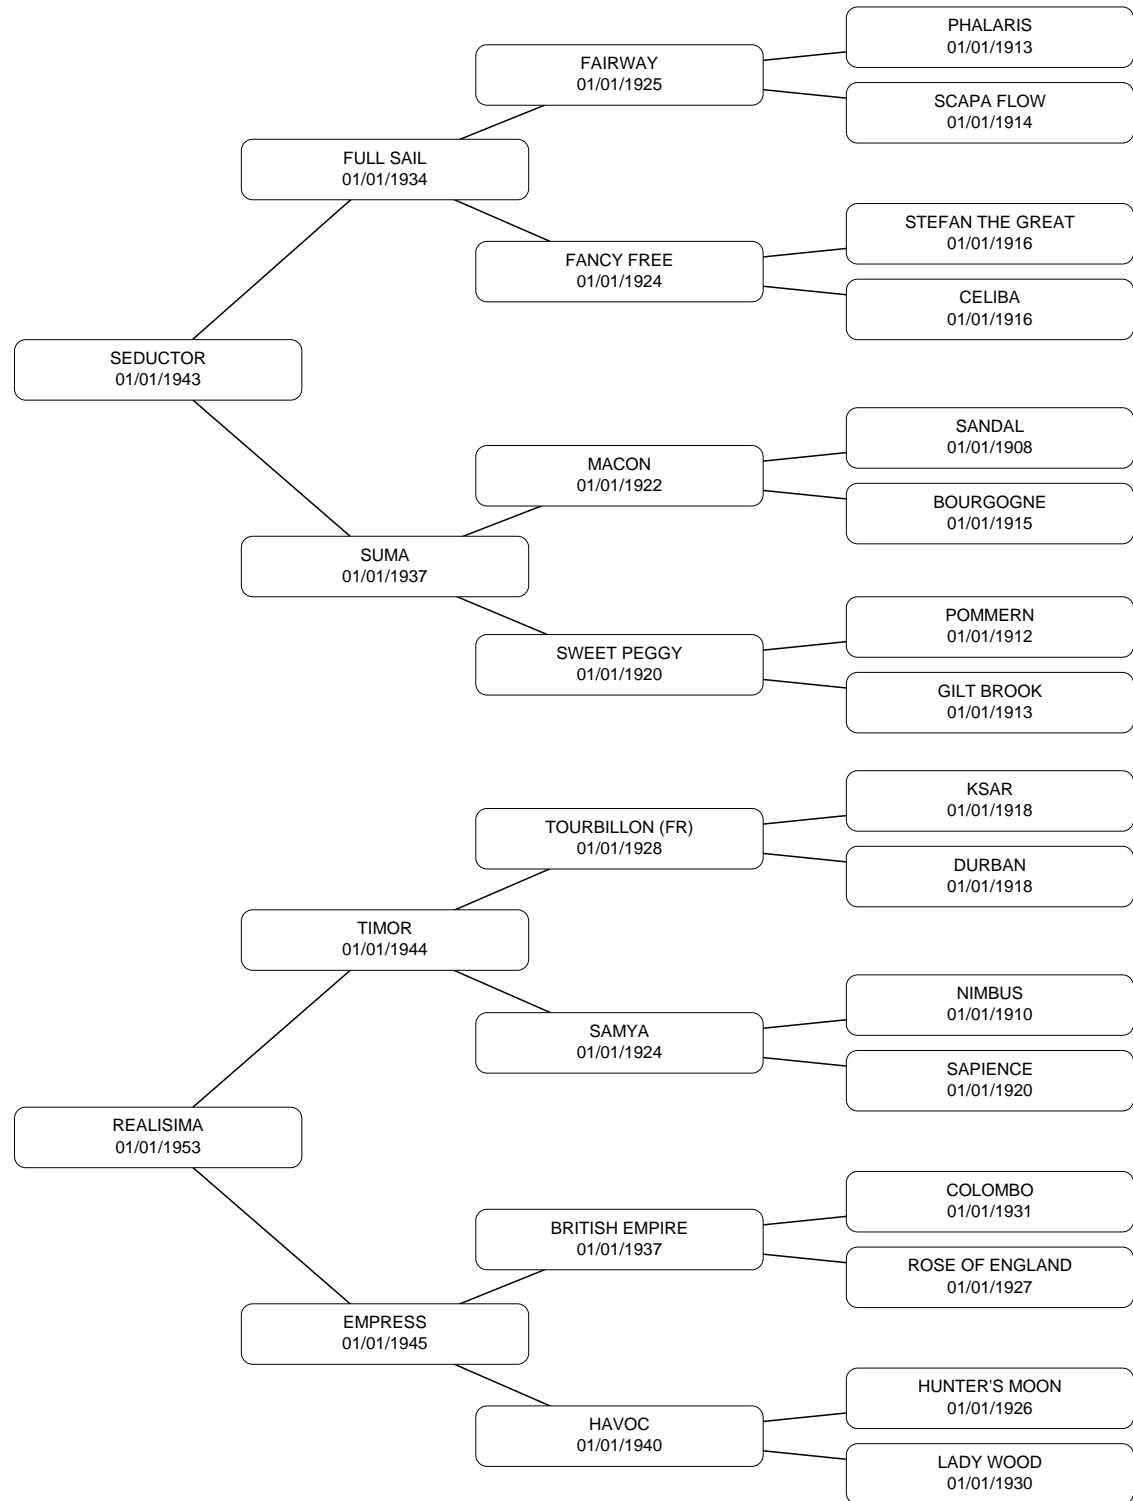 PHALARIS
01/01/1913
FAIRWAY
01/01/1925
SCAPA FLOW
01/01/1914
FULL SAIL
01/01/1934
STEFAN THE GREAT
01/01/1916
FANCY FREE
01/01/1924
CELIBA
01/01/1916
SEDUCTOR
01/01/1943
SANDAL
01/01/1908
MACON
01/01/1922
BOURGOGNE
01/01/1915
SUMA
01/01/1937
POMMERN
01/01/1912
SWEET PEGGY
01/01/1920
GILT BROOK
01/01/1913
KSAR
01/01/1918
TOURBILLON (FR)
01/01/1928
DURBAN
01/01/1918
TIMOR
01/01/1944
NIMBUS
01/01/1910
SAMYA
01/01/1924
SAPIENCE
01/01/1920
REALISIMA
01/01/1953
COLOMBO
01/01/1931
BRITISH EMPIRE
01/01/1937
ROSE OF ENGLAND
01/01/1927
EMPRESS
01/01/1945
HUNTER'S MOON
01/01/1926
HAVOC
01/01/1940
LADY WOOD
01/01/1930